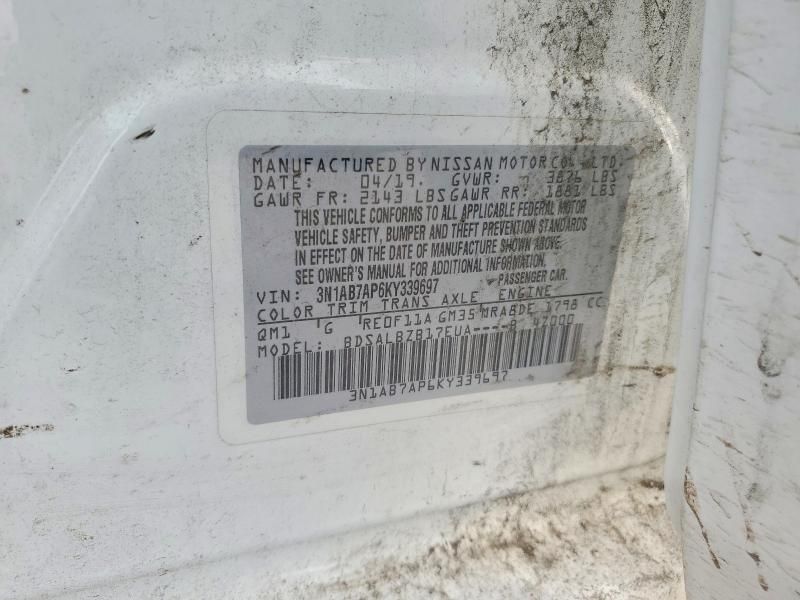 MANUFACTURED BY NISSAN MOTOR CO., LTD.
DATE: 04/19. GVWR: 3876 LBS
GAWR FR: 2143 LBS GAWR RR: 1881 LBS
THIS VEHICLE CONFORMS TO ALL APPLICABLE FEDERAL MOTOR
VEHICLE SAFETY, BUMPER AND THEFT PREVENTION STANDARDS
IN EFFECT ON THE DATE OF MANUFACTURE SHOWN ABOVE.
SEE OWNER'S MANUAL FOR ADDITIONAL INFORMATION.
VIN: 3N1AB7AP6KY339697 PASSENGER CAR.
COLOR TRIM TRANS AXLE ENGINE
QM1 G RE0F11A GM35 MRA8DE 1798 CC
MODEL: BDSALBZB17EUA----B 4Z000
3N1AB7AP6KY339697